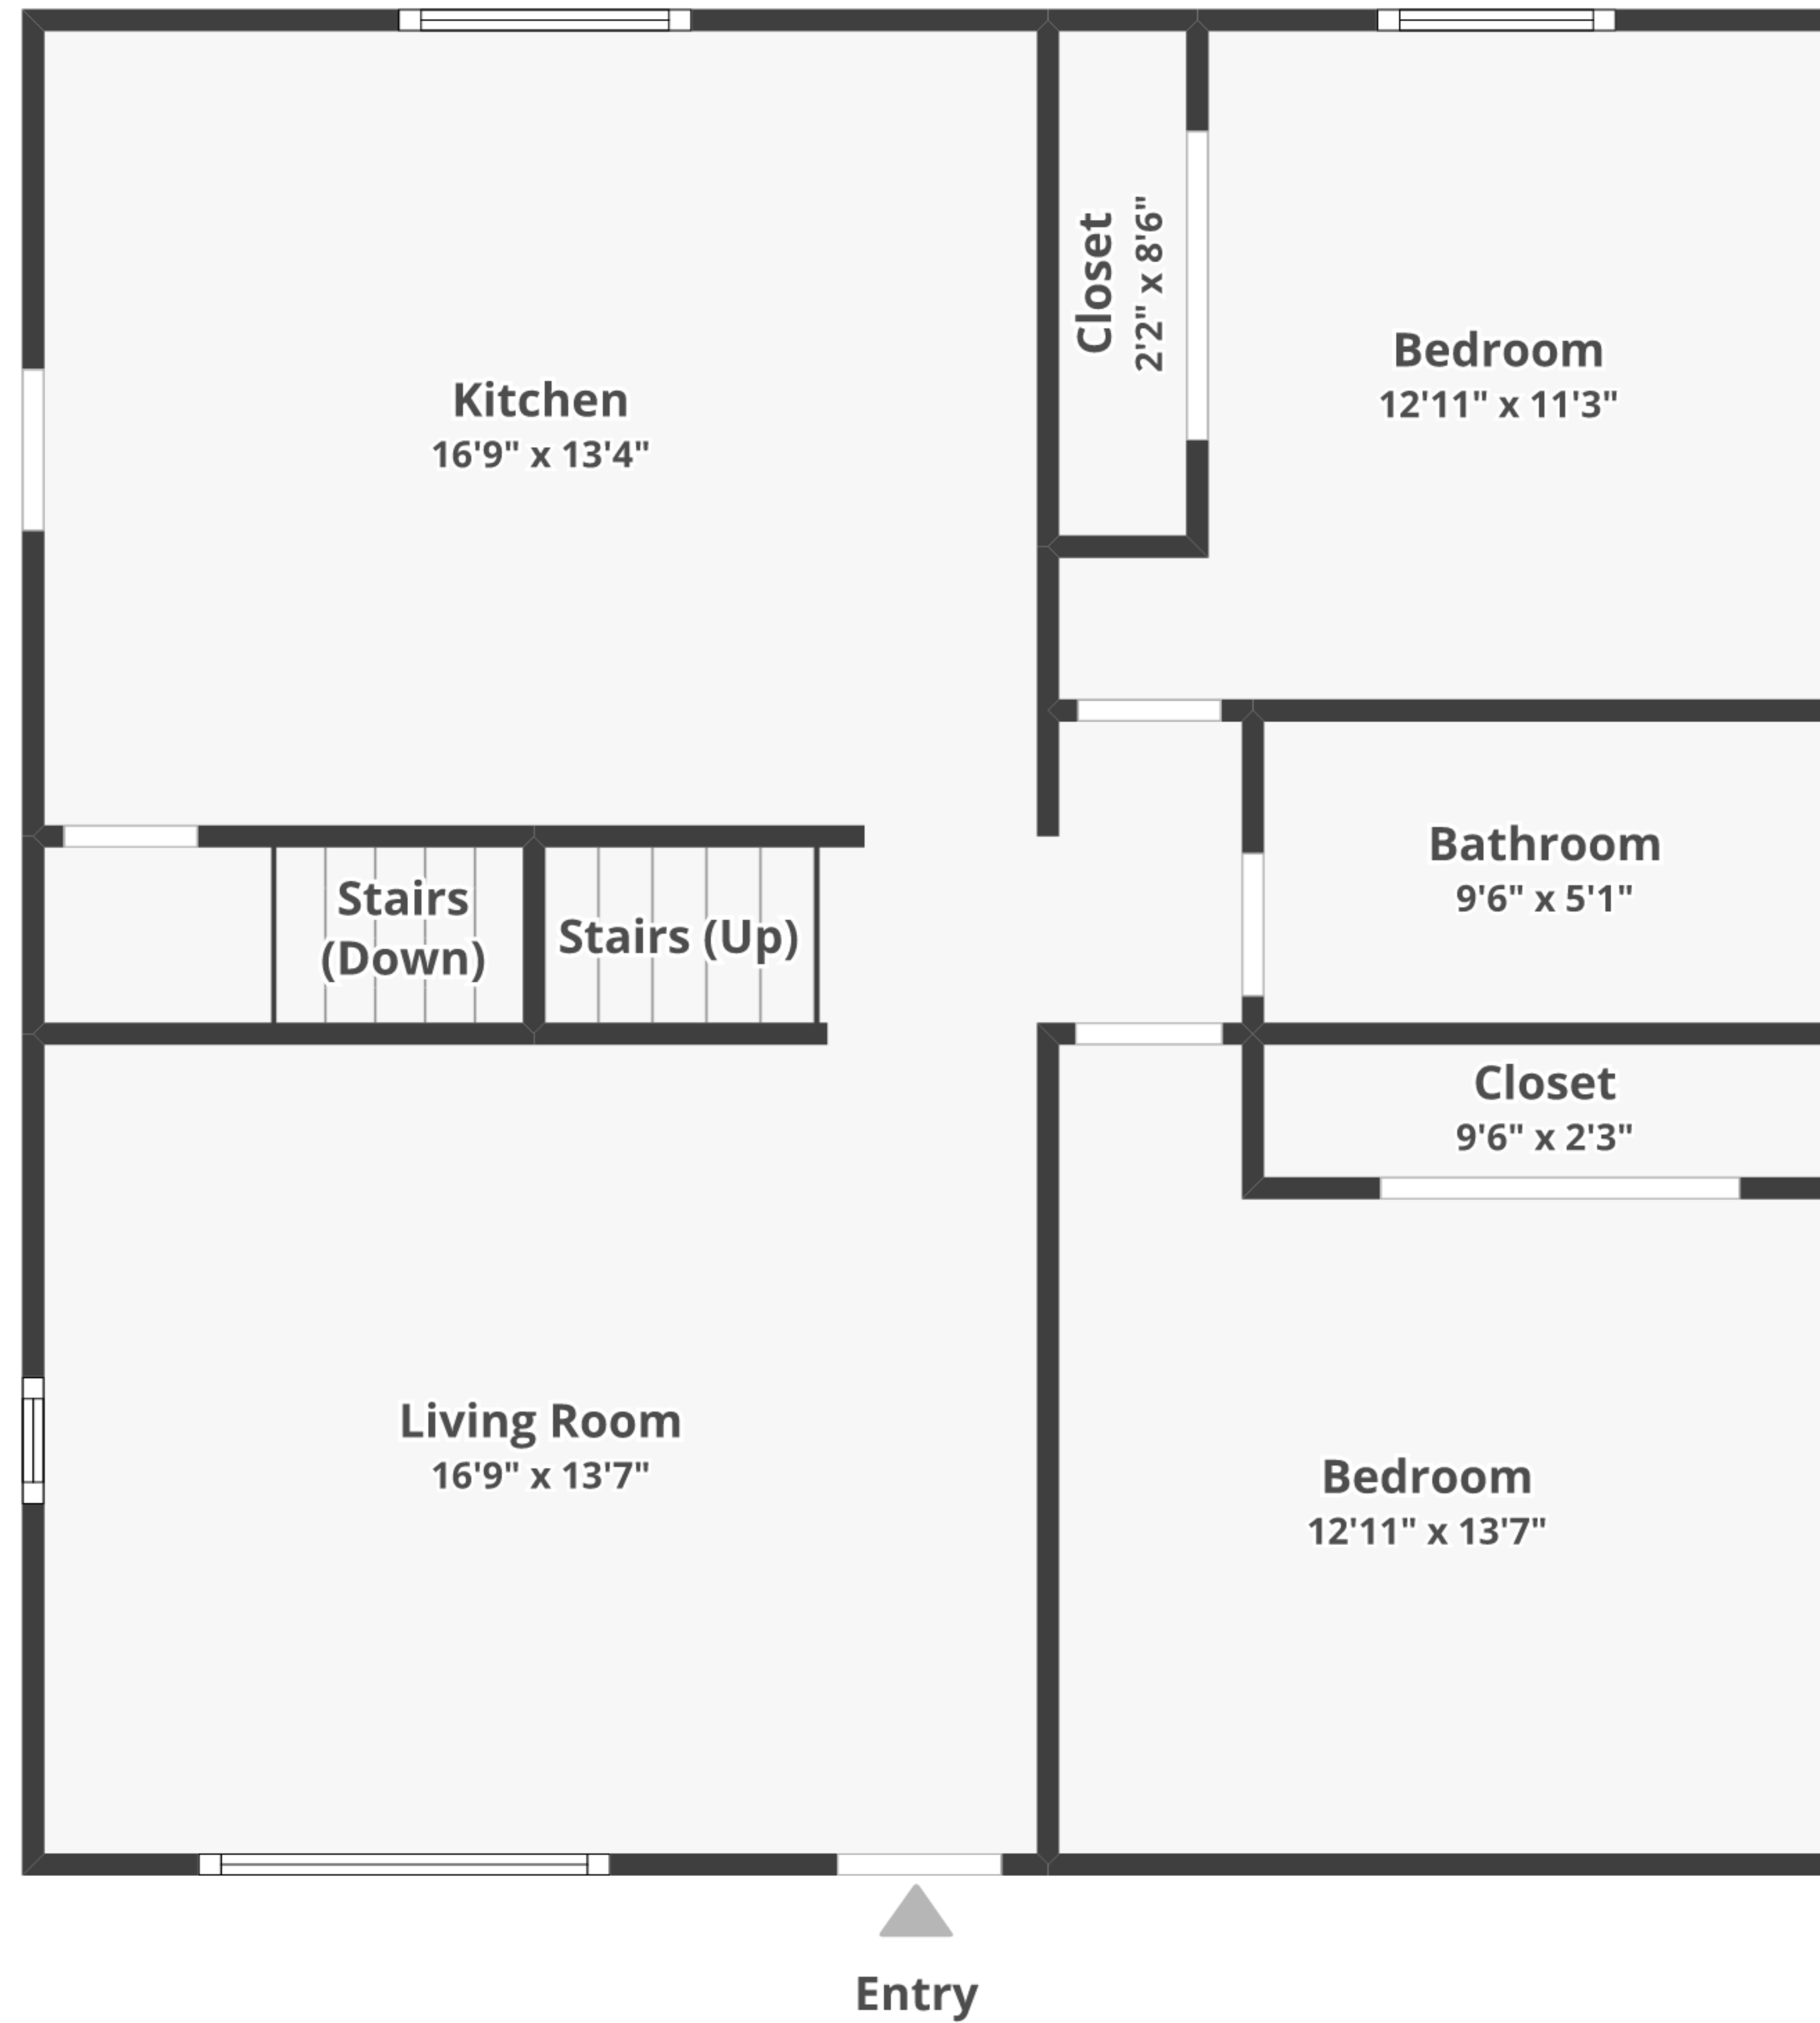 Kitchen
16'9" x 13'4"
Closet
2'2" x 8'6"
Bedroom
12'11" x 11'3"
Stairs
(Down)
Stairs (Up)
Bathroom
9'6" x 5'1"
Closet
9'6" x 2'3"
Living Room
16'9" x 13'7"
Bedroom
12'11" x 13'7"
Entry